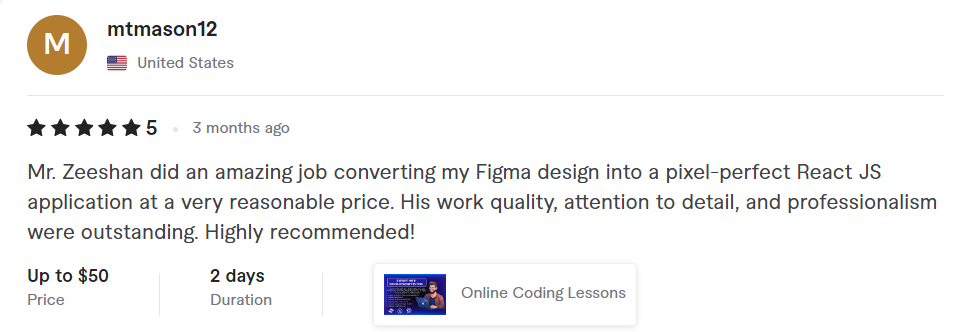 M
mtmason12
United States
5
3 months ago
Mr. Zeeshan did an amazing job converting my Figma design into a pixel-perfect React JS
application at a very reasonable price. His work quality, attention to detail, and professionalism
were outstanding. Highly recommended!
Up to $50
Price
2 days
Duration
Online Coding Lessons